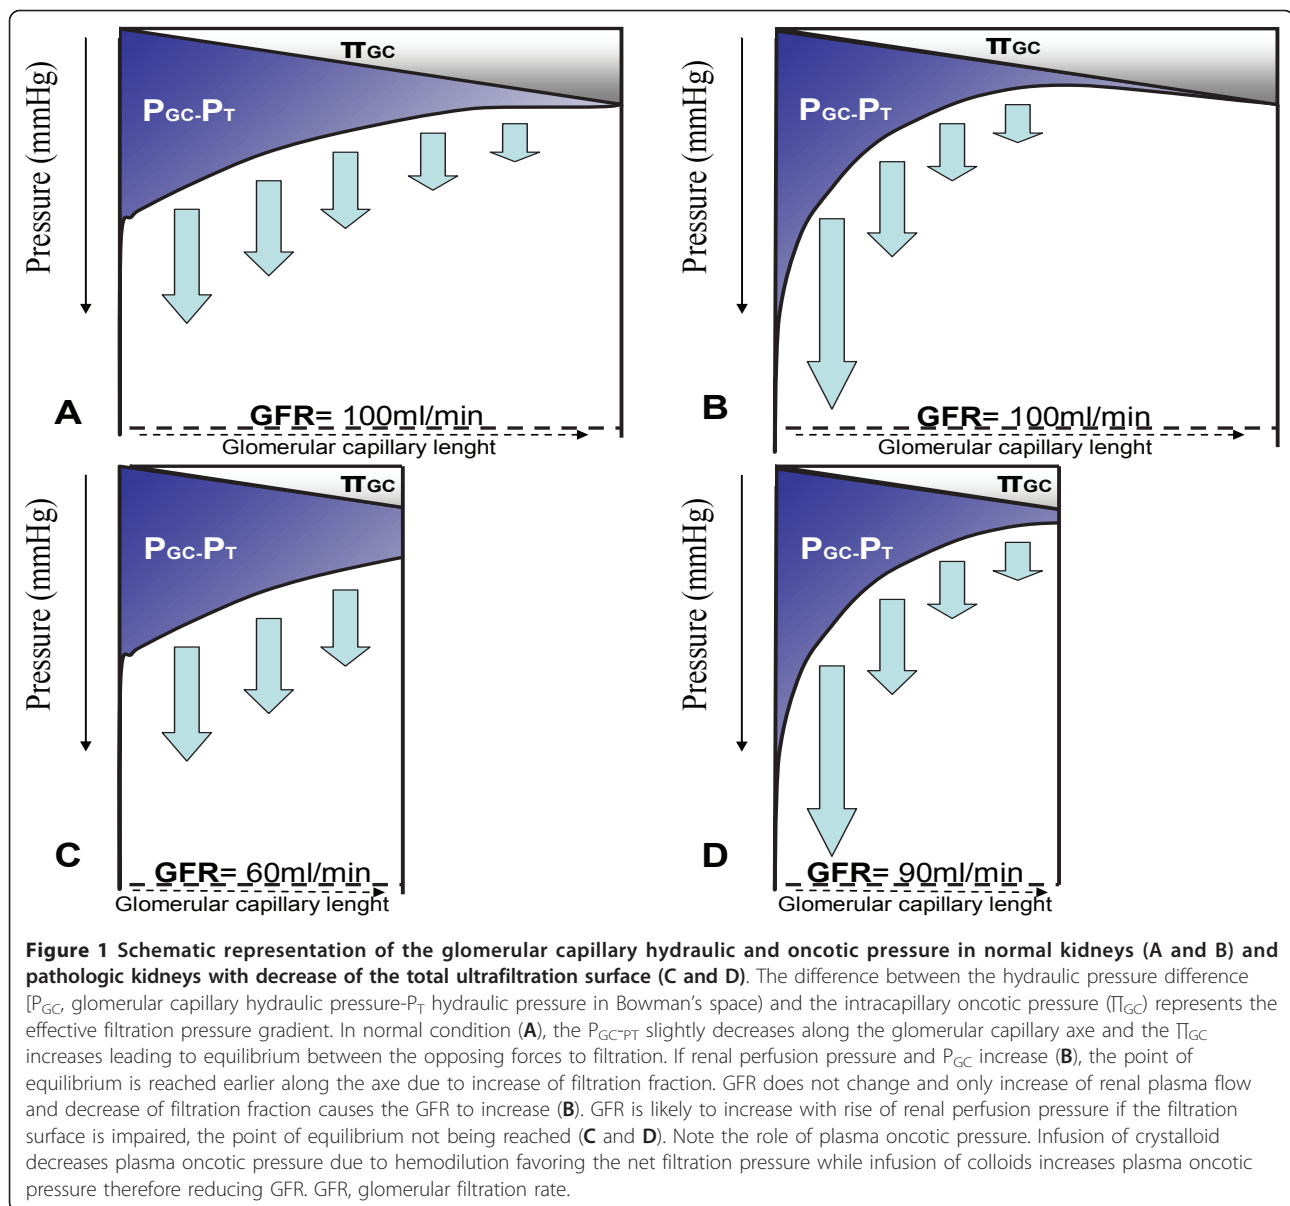 πGC
PGC-PT
Pressure (mmHg)
A
GFR= 100ml/min
Glomerular capillary lenght
πGC
PGC-PT
Pressure (mmHg)
B
GFR= 100ml/min
Glomerular capillary lenght
πGC
PGC-PT
Pressure (mmHg)
C
GFR= 60ml/min
Glomerular capillary lenght
πGC
PGC-PT
Pressure (mmHg)
D
GFR= 90ml/min
Glomerular capillary lenght
Figure 1 Schematic representation of the glomerular capillary hydraulic and oncotic pressure in normal kidneys (A and B) and
pathologic kidneys with decrease of the total ultrafiltration surface (C and D). The difference between the hydraulic pressure difference
[PGC, glomerular capillary hydraulic pressure-PT hydraulic pressure in Bowman's space) and the intracapillary oncotic pressure (∏GC) represents the
effective filtration pressure gradient. In normal condition (A), the PGC-PT slightly decreases along the glomerular capillary axe and the ∏GC
increases leading to equilibrium between the opposing forces to filtration. If renal perfusion pressure and PGC increase (B), the point of
equilibrium is reached earlier along the axe due to increase of filtration fraction. GFR does not change and only increase of renal plasma flow
and decrease of filtration fraction causes the GFR to increase (B). GFR is likely to increase with rise of renal perfusion pressure if the filtration
surface is impaired, the point of equilibrium not being reached (C and D). Note the role of plasma oncotic pressure. Infusion of crystalloid
decreases plasma oncotic pressure due to hemodilution favoring the net filtration pressure while infusion of colloids increases plasma oncotic
pressure therefore reducing GFR. GFR, glomerular filtration rate.